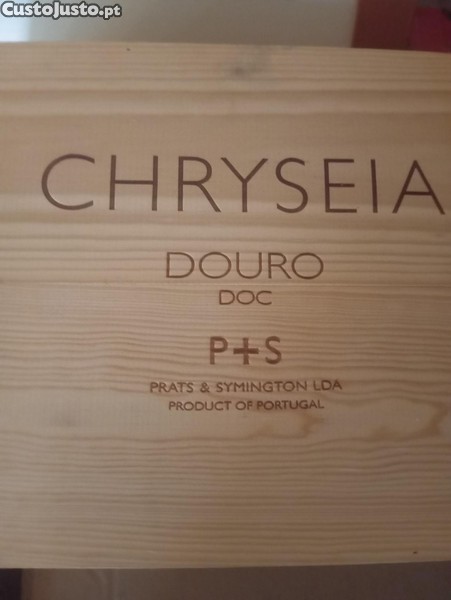 CustoJusto.pt
CHRYSEIA
DOURO
DOC
P+S
PRATS & SYMINGTON LDA
PRODUCT OF PORTUGAL